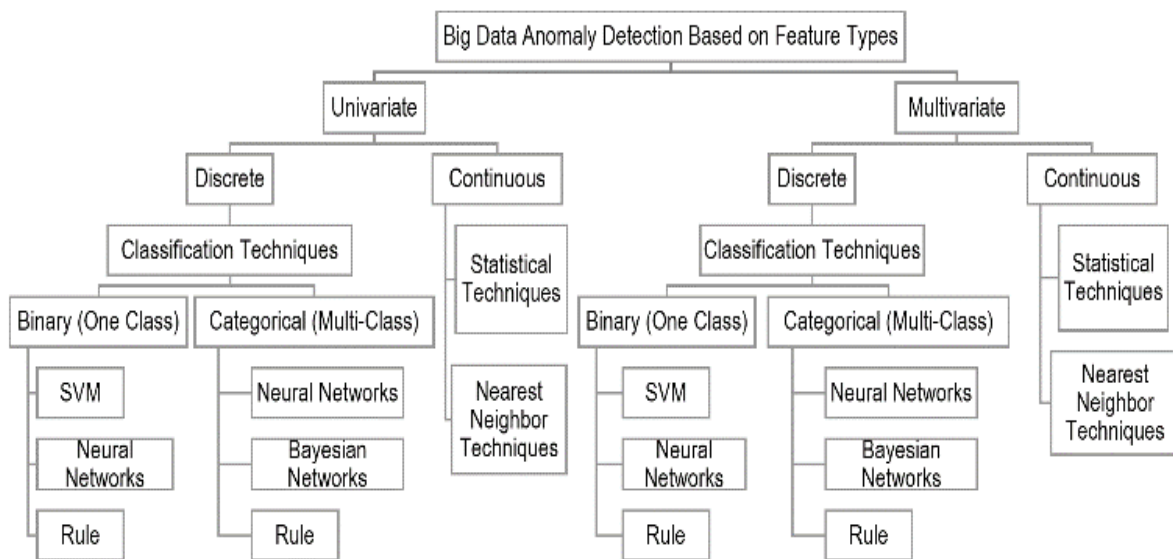 Big Data Anomaly Detection Based on Feature Types
Univariate
Multivariate
Discrete
Continuous
Discrete
Continuous
Classification Techniques
Statistical
Techniques
Classification Techniques
Statistical
Techniques
Binary (One Class)
Categorical (Multi-Class)
Binary (One Class)
Categorical (Multi-Class)
SVM
Neural Networks
Nearest
Neighbor
Techniques
SVM
Neural Networks
Nearest
Neighbor
Techniques
Neural
Networks
Bayesian
Networks
Neural
Networks
Bayesian
Networks
Rule
Rule
Rule
Rule